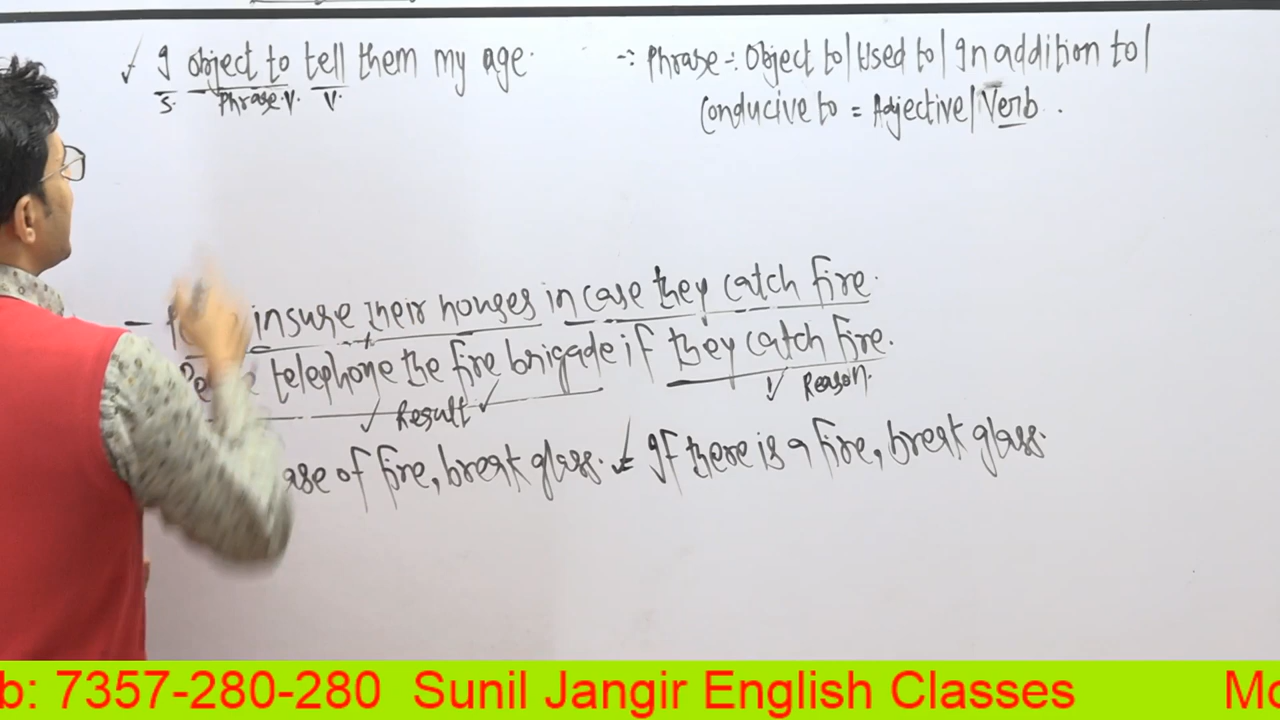 ✓ I object to tell them my age. ∴ Phrase ∴ Object to | Used to | In addition to |
S. Phrase.V. V. Conducive to = Adjective/Verb.
insure their houses in case they catch fire.
telephone the fire brigade if they catch fire.
✓ Result ✓ ✓ Reason.
ase of fire, break glass. If there is a fire, break glass.
b: 7357-280-280 Sunil Jangir English Classes Mo